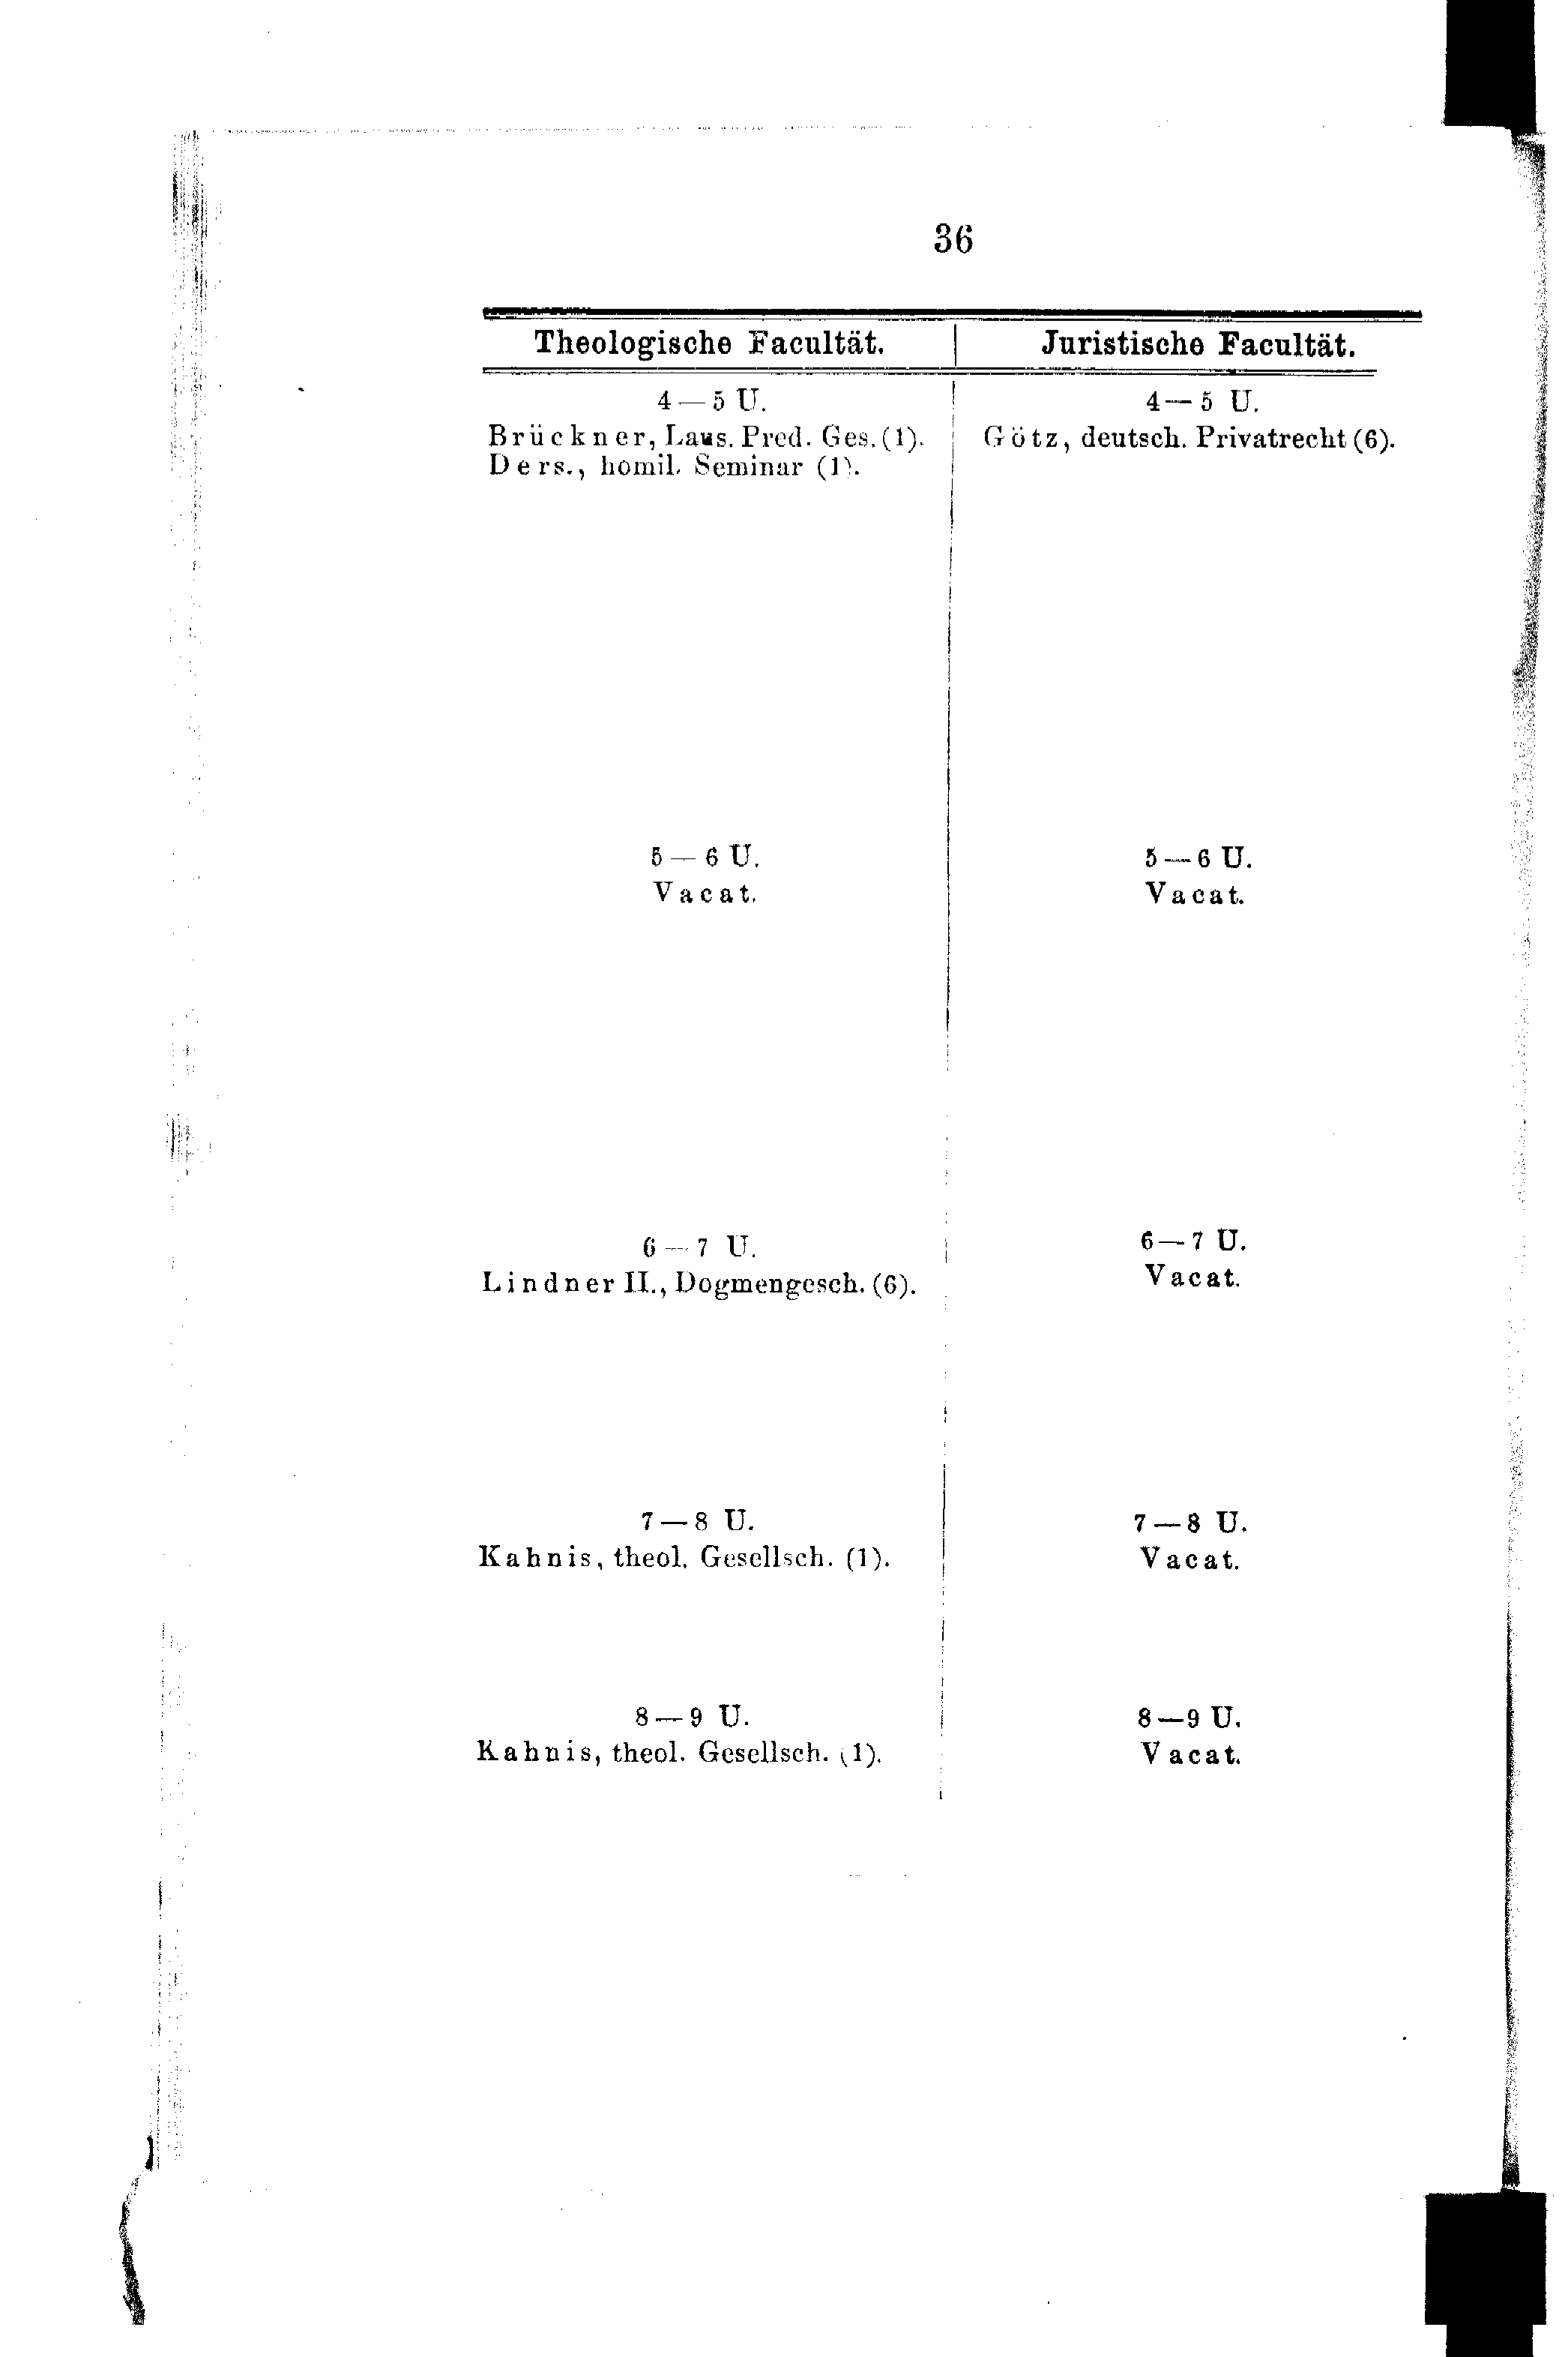 36
Theologische Facultät.
4—5 U.
Brückner, Laus. Pred. Ges. (1).
Ders., homil. Seminar (1).
5—6 U.
Vacat.
6—7 U.
Lindner II., Dogmengesch. (6).
7—8 U.
Kahnis, theol. Gesellsch. (1).
8—9 U.
Kahnis, theol. Gesellsch. (1).
Juristische Facultät.
4—5 U.
Götz, deutsch. Privatrecht (6).
5—6 U.
Vacat.
6—7 U.
Vacat.
7—8 U.
Vacat.
8—9 U.
Vacat.